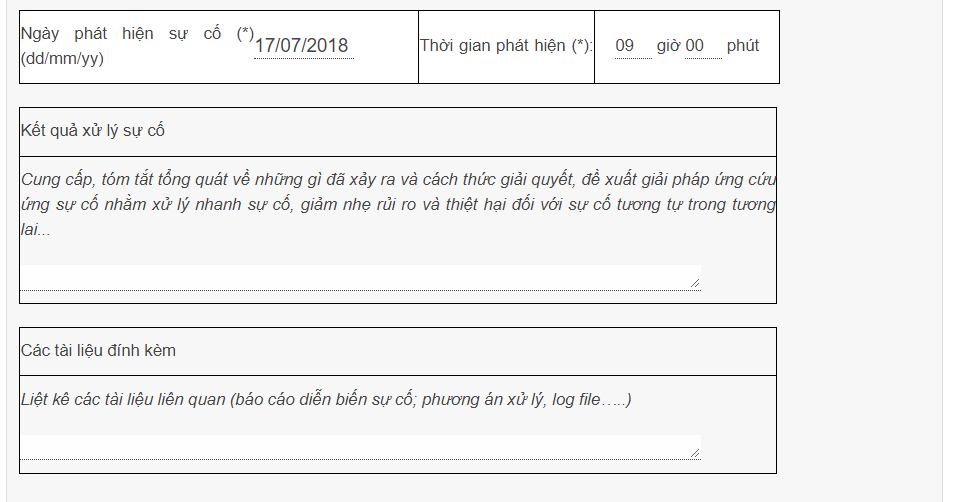 Ngày phát hiện sự cố (*) 17/07/2018 Thời gian phát hiện (*): 09 giờ 00 phút
(dd/mm/yy)
Kết quả xử lý sự cố
Cung cấp, tóm tắt tổng quát về những gì đã xảy ra và cách thức giải quyết, đề xuất giải pháp ứng cứu
ứng sự cố nhằm xử lý nhanh sự cố, giảm nhẹ rủi ro và thiệt hại đối với sự cố tương tự trong tương
lai...
Các tài liệu đính kèm
Liệt kê các tài liệu liên quan (báo cáo diễn biến sự cố; phương án xử lý, log file…..)